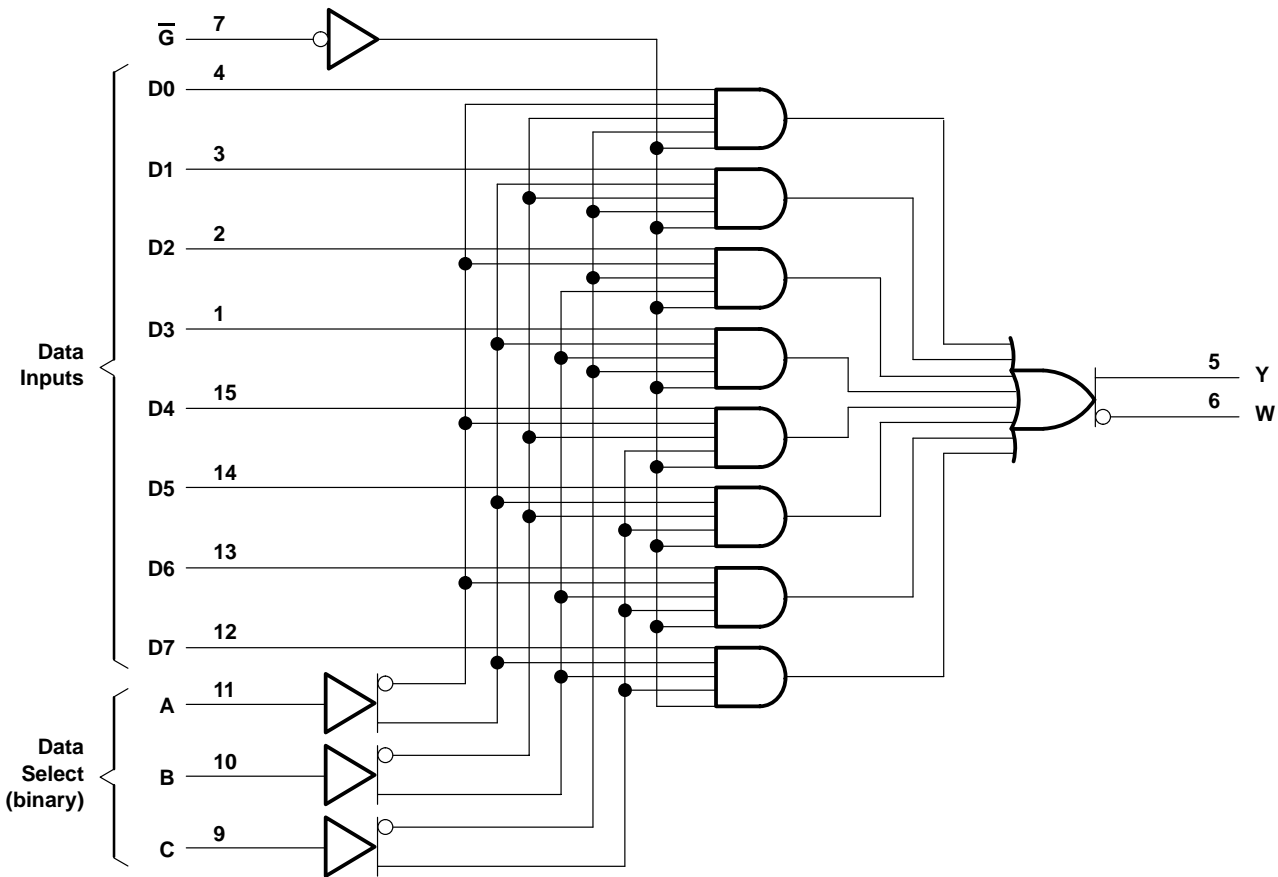 G̅ 7
D0 4
D1 3
D2 2
D3 1
Data
Inputs
D4 15
D5 14
D6 13
D7 12
A 11
Data
Select
(binary)
B 10
C 9
5 Y
6 W